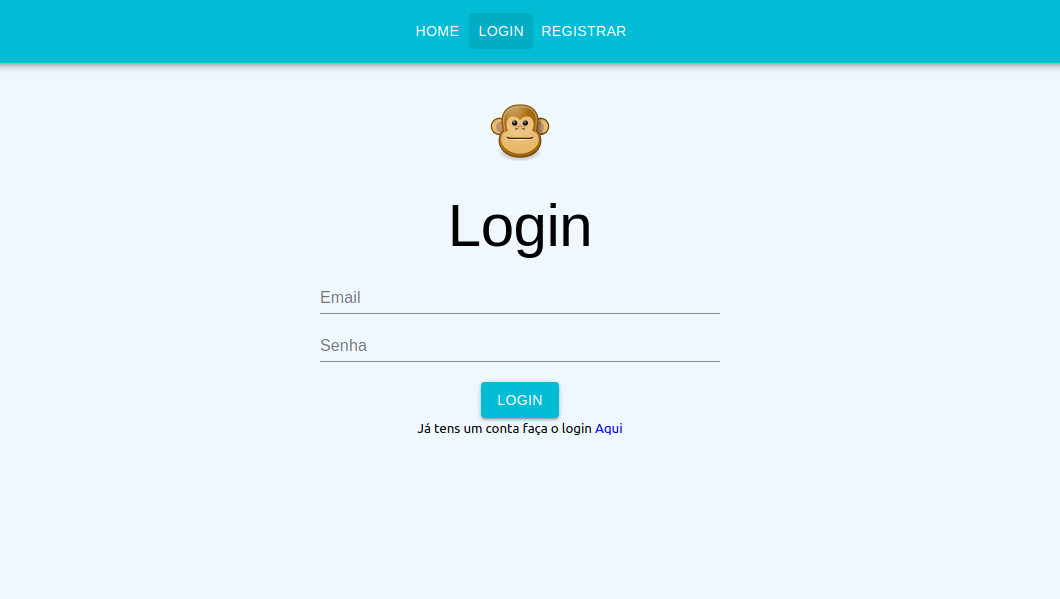 HOME LOGIN REGISTRAR
Login
Email
Senha
LOGIN
Já tens um conta faça o login Aqui